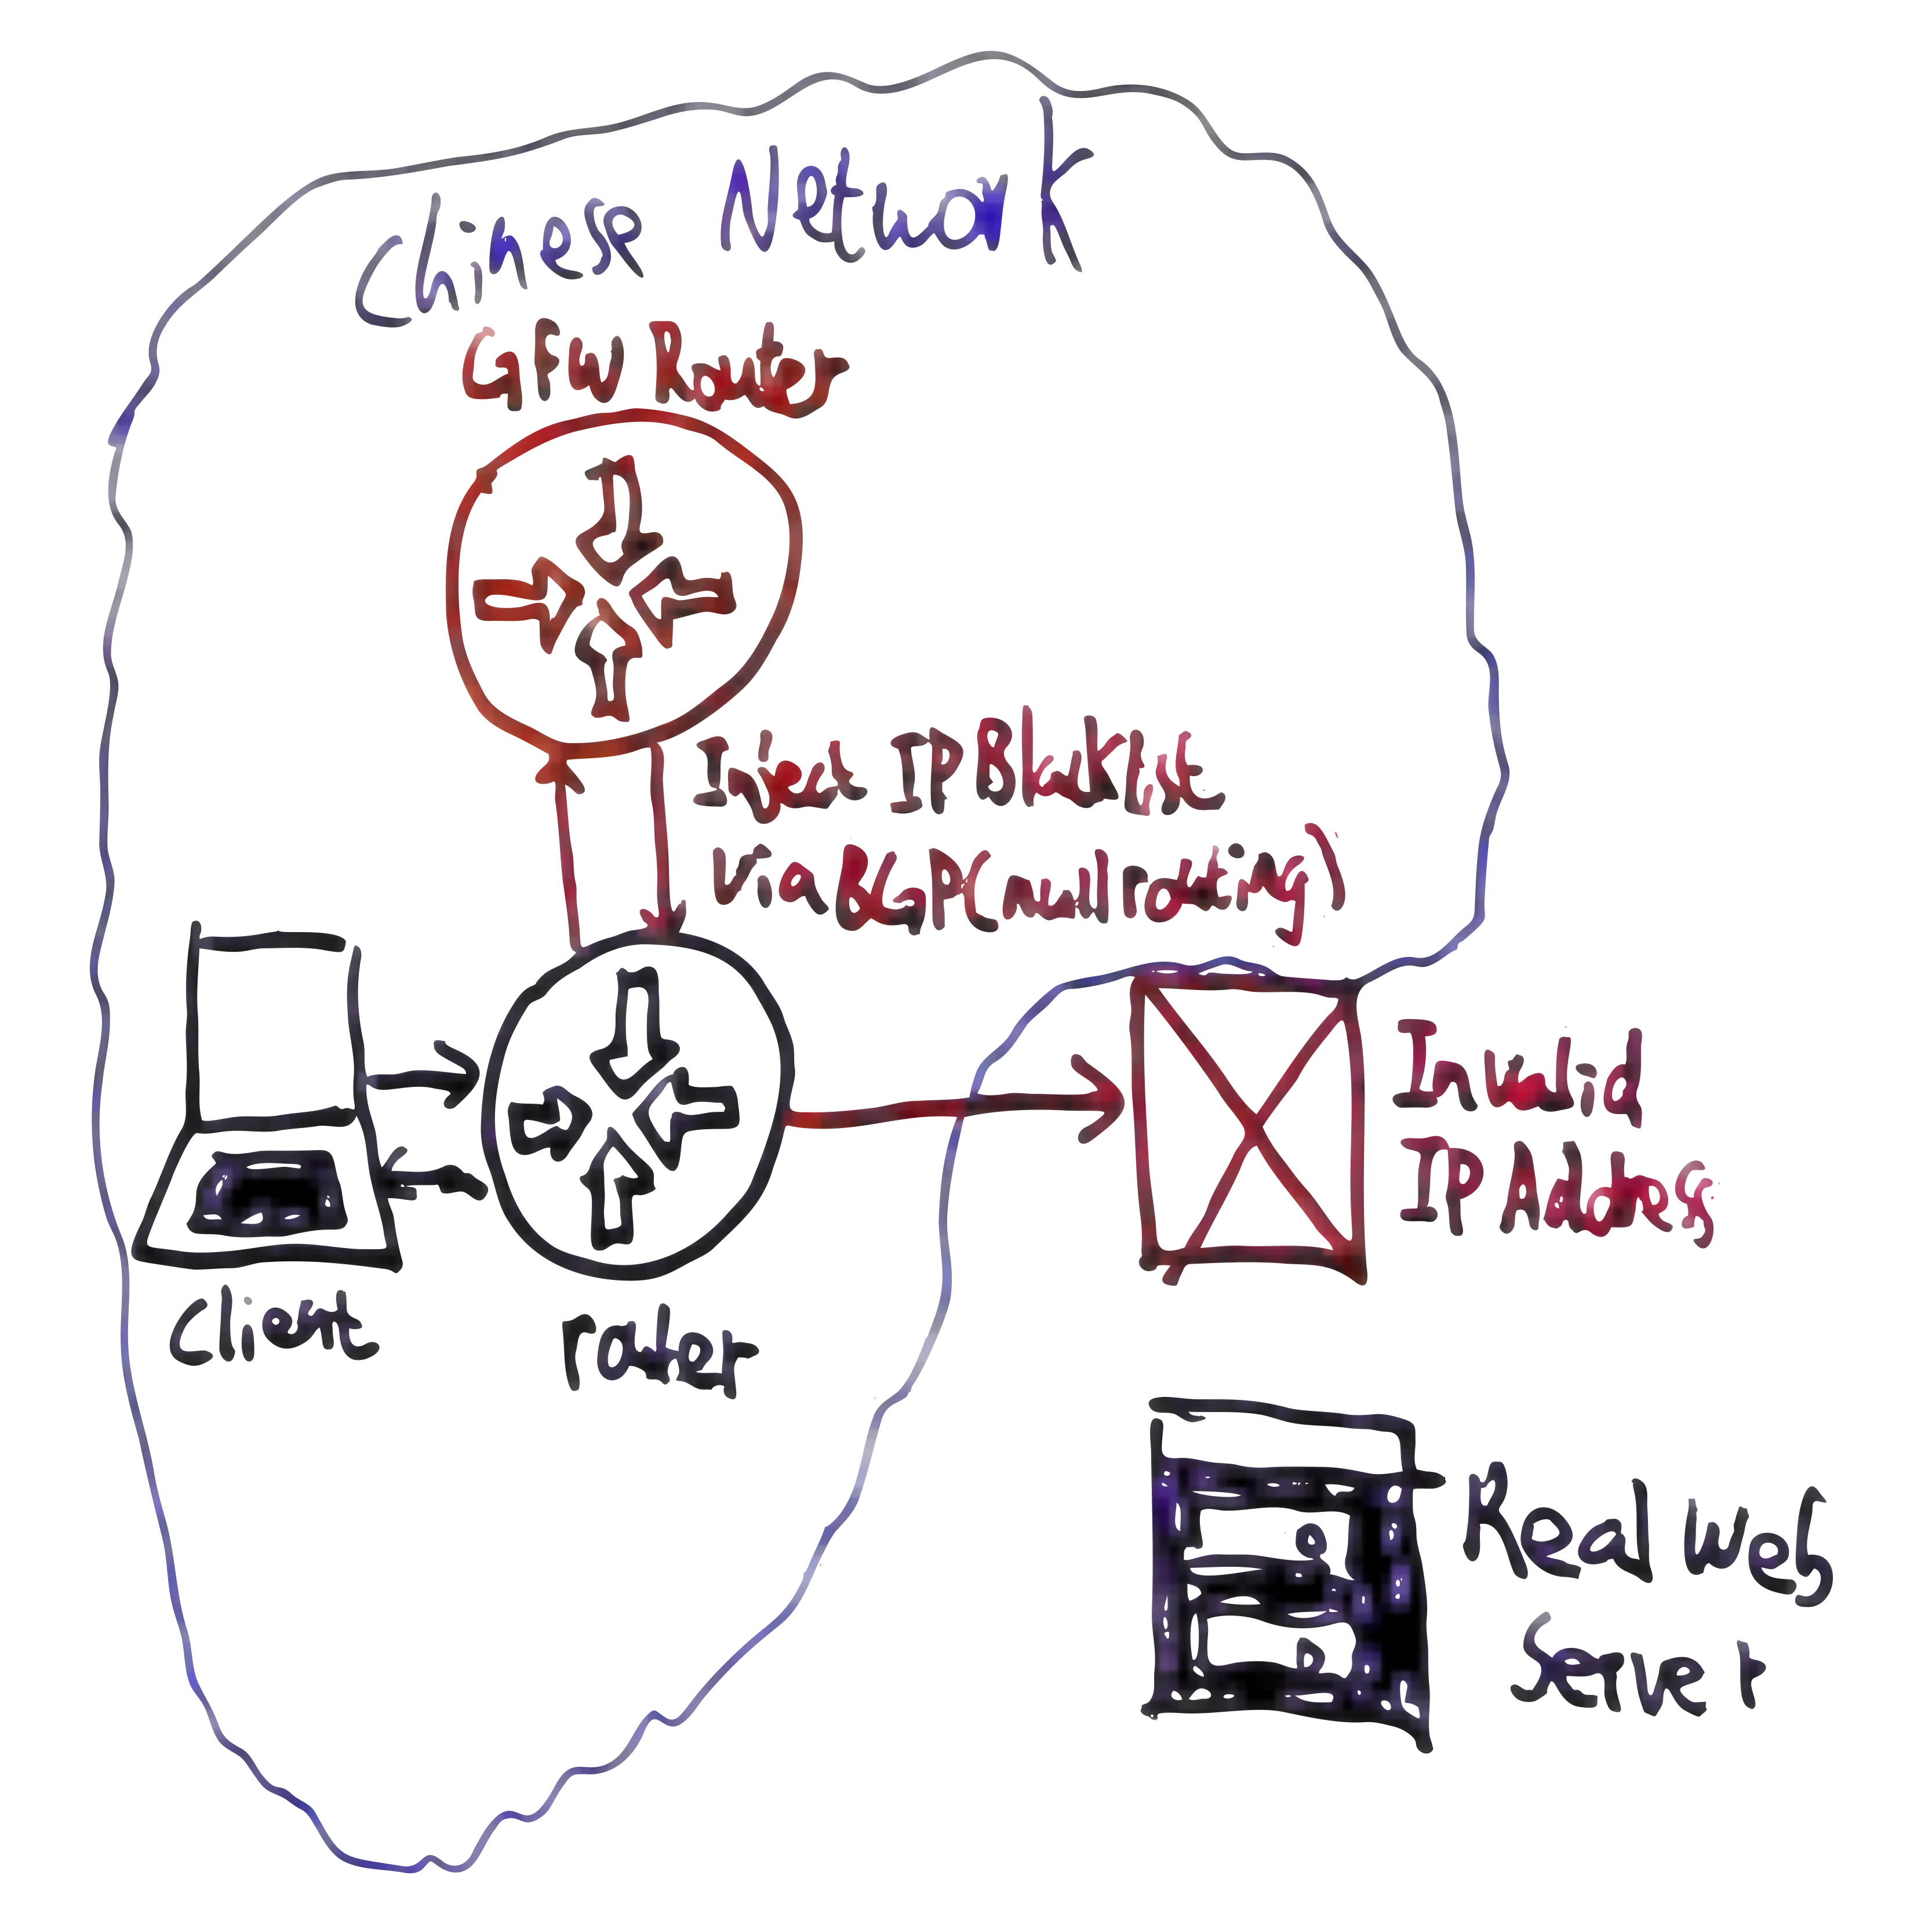 Chinese Network
GFW Router
Inject IP Blacklist
Via BGP(null routing)
Invalid
IP Address
Client
router
Real Web
Server